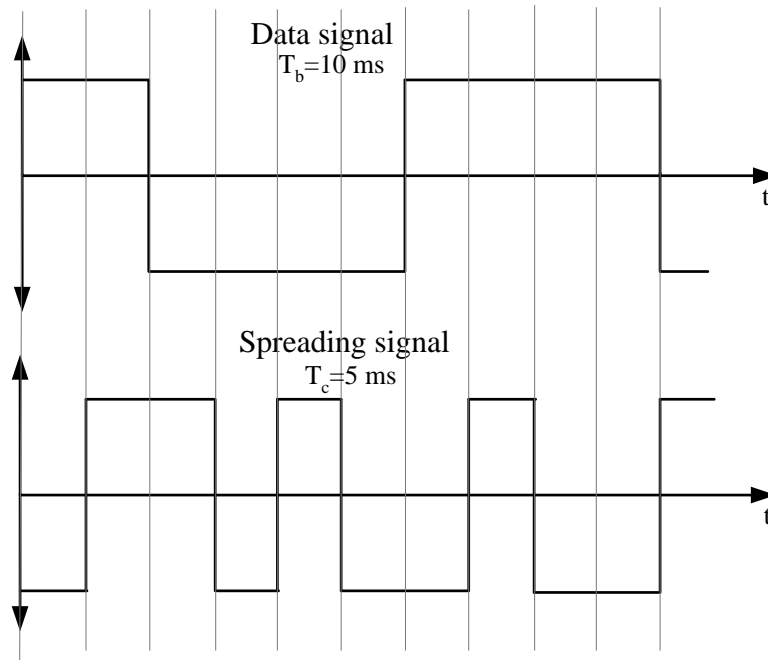 Data signal
T_b=10 ms
t
Spreading signal
T_c=5 ms
t